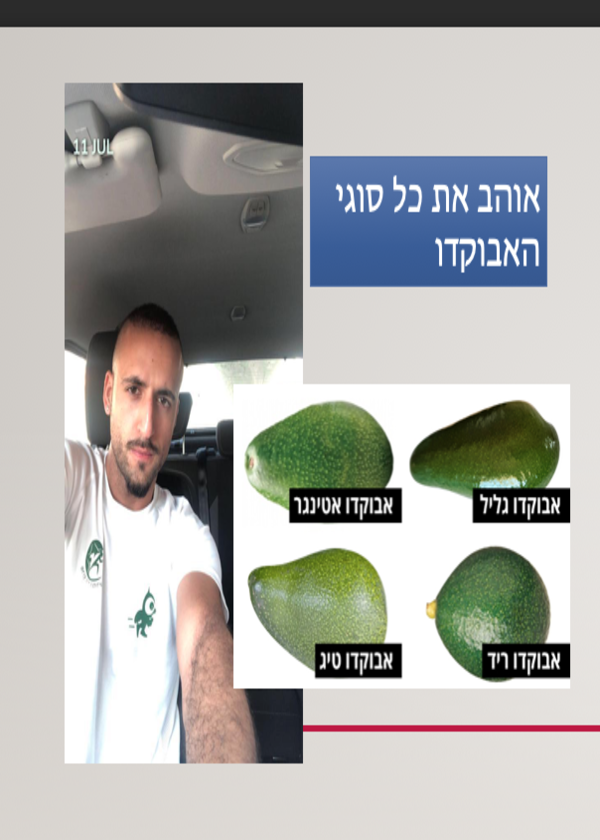 11 JUL
אוהב את כל סוגי
האבוקדו
אבוקדו גליל
אבוקדו אטינגר
אבוקדו ריד
אבוקדו טיג